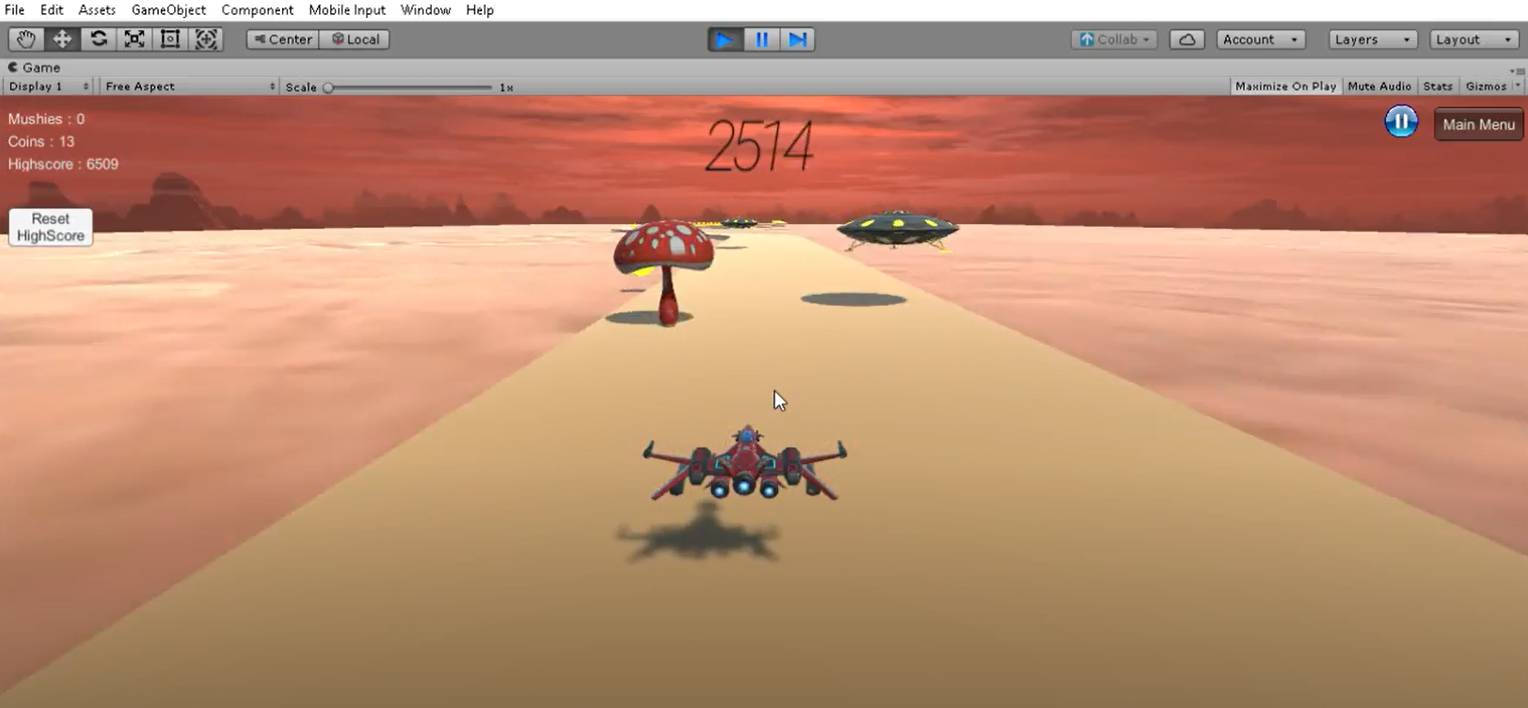 File Edit Assets GameObject Component Mobile Input Window Help
Center Local Collab Account Layers Layout
Game
Display 1 Free Aspect Scale 1x Maximize On Play Mute Audio Stats Gizmos
Mushies : 0
Coins : 13
Highscore : 6509
2514
Main Menu
Reset
HighScore